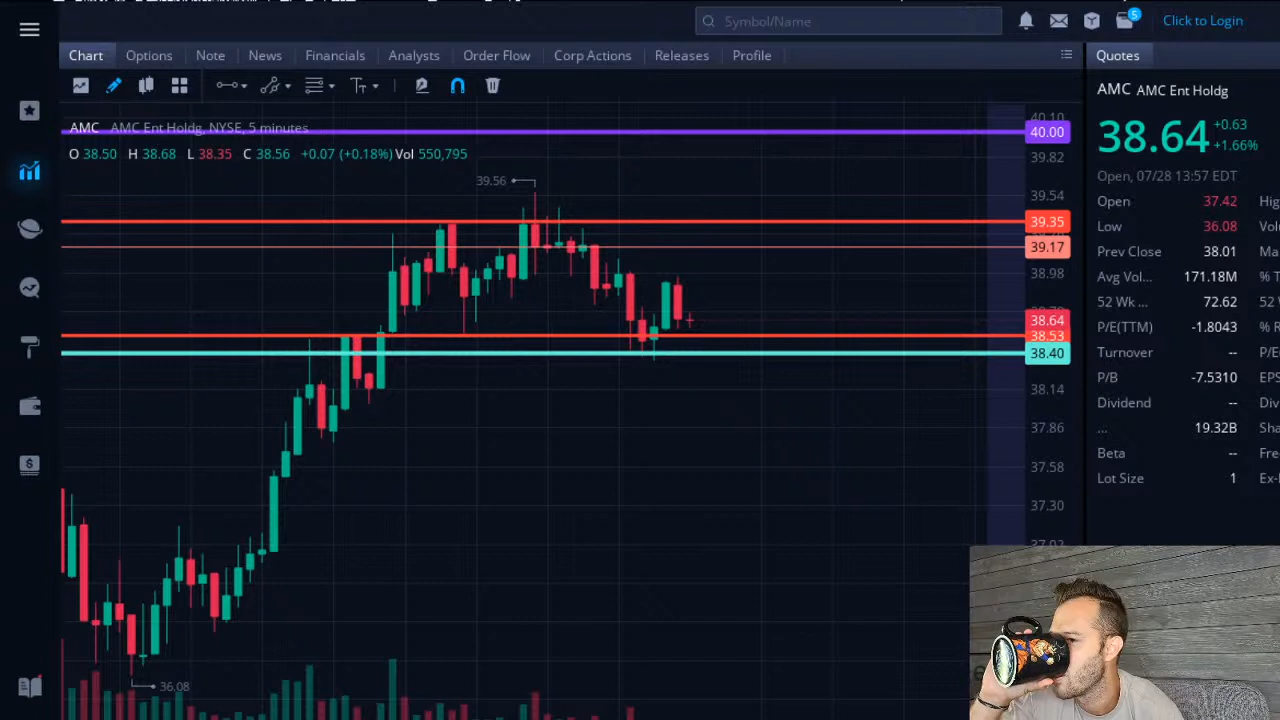 Symbol/Name
5
Click to Login
Chart
Options
Note
News
Financials
Analysts
Order Flow
Corp Actions
Releases
Profile
Quotes
AMC AMC Ent Holdg
38.64
+0.63
+1.66%
Open, 07/28 13:57 EDT
Open 37.42
Low 36.08
Prev Close 38.01
Avg Vol... 171.18M
52 Wk ... 72.62
P/E(TTM) -1.8043
Turnover --
P/B -7.5310
Dividend --
... 19.32B
Beta --
Lot Size 1
AMC AMC Ent Holdg, NYSE, 5 minutes
O 38.50 H 38.68 L 38.35 C 38.56 +0.07 (+0.18%) Vol 550,795
39.56
36.08
40.10
40.00
39.82
39.54
39.35
39.17
38.98
38.64
38.53
38.40
38.14
37.86
37.58
37.30
37.02